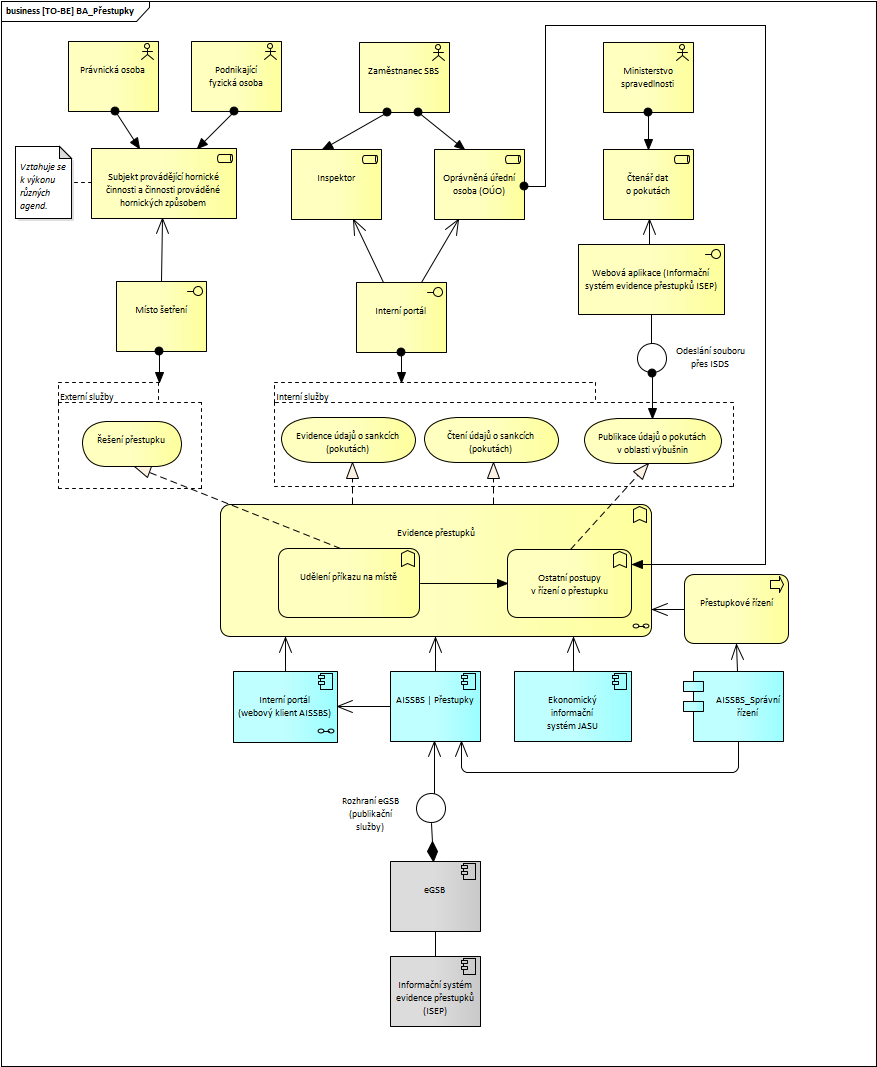 business [TO-BE] BA_Přestupky
Právnická osoba
Podnikající
fyzická osoba
Zaměstnanec SBS
Ministerstvo
spravedlnosti
Vztahuje se
k výkonu
různých
agend.
Subjekt provádějící hornické
činnosti a činnosti prováděné
hornických způsobem
Inspektor
Oprávněná úřední
osoba (OÚO)
Čtenář dat
o pokutách
Místo šetření
Interní portál
Webová aplikace (Informační
systém evidence přestupků ISEP)
Odeslání souboru
přes ISDS
Externí služby
Interní služby
Řešení přestupku
Evidence údajů o sankcích
(pokutách)
Čtení údajů o sankcích
(pokutách)
Publikace údajů o pokutách
v oblasti výbušnin
Evidence přestupků
Udělení příkazu na místě
Ostatní postupy
v řízení o přestupku
Přestupkové řízení
Interní portál
(webový klient AISSBS)
AISSBS | Přestupky
Ekonomický
informační
systém JASU
AISSBS_Správní
řízení
Rozhraní eGSB
(publikační
služby)
eGSB
Informační systém
evidence přestupků
(ISEP)